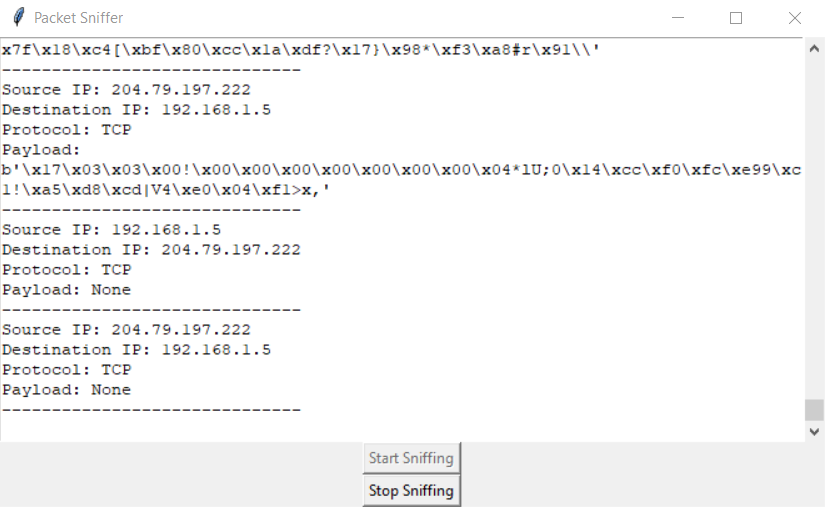 Packet Sniffer
x7f\x18\xc4[\xbf\x80\xcc\x1a\xdf?\x17}\x98*\xf3\xa8#r\x91\\'
------------------------------
Source IP: 204.79.197.222
Destination IP: 192.168.1.5
Protocol: TCP
Payload:
b'\x17\x03\x03\x00!\x00\x00\x00\x00\x00\x00\x00\x04*lU;0\x14\xcc\xf0\xfc\xe99\xc
1!\xa5\xd8\xcd|V4\xe0\x04\xf1>x,'
------------------------------
Source IP: 192.168.1.5
Destination IP: 204.79.197.222
Protocol: TCP
Payload: None
------------------------------
Source IP: 204.79.197.222
Destination IP: 192.168.1.5
Protocol: TCP
Payload: None
------------------------------
Start Sniffing
Stop Sniffing